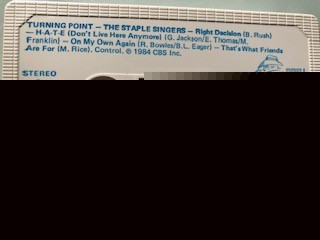 TURNING POINT – THE STAPLE SINGERS – Right Decision (B. Rush)
– H-A-T-E (Don't Live Here Anymore) (G. Jackson/E. Thomas/M.
Franklin) – On My Own Again (R. Bowles/B.L. Eager) – That's What Friends
Are For (M. Rice). Control. ℗ 1984 CBS Inc.
STEREO